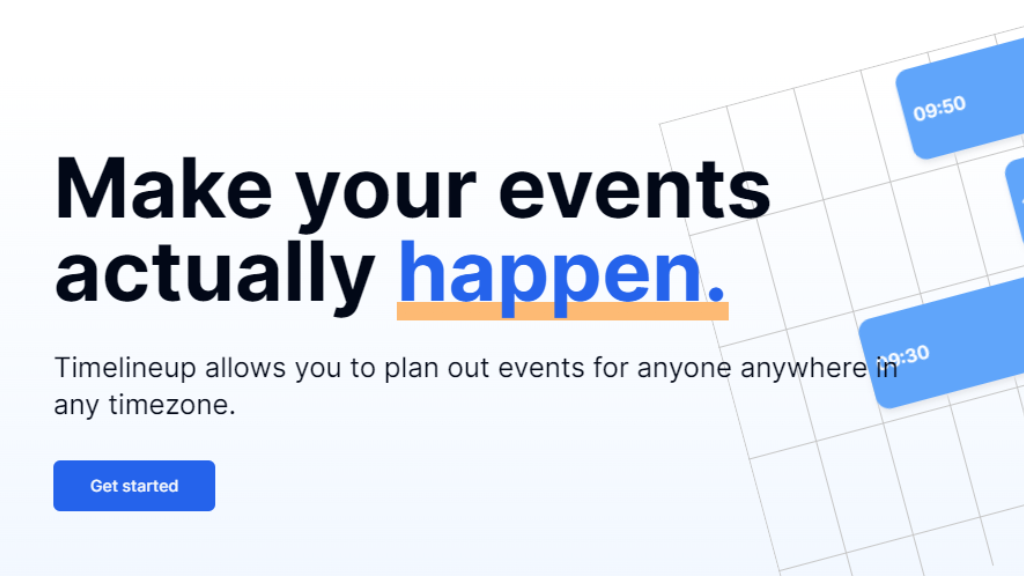 09:50
Make your events
actually happen.
Timelineup allows you to plan out events for anyone anywhere in
09:30
any timezone.
Get started